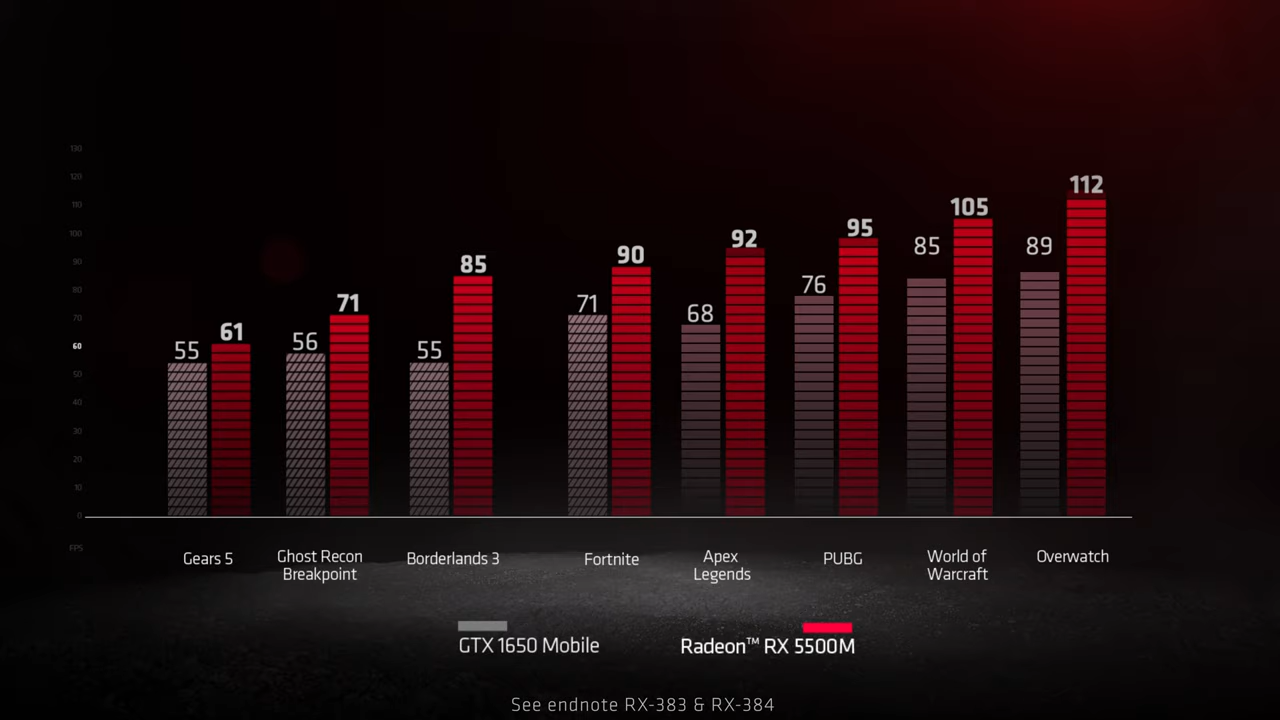 130
120
110
100
90
80
70
60
50
40
30
20
10
0
FPS
55 61
56 71
55 85
71 90
68 92
76 95
85 105
89 112
Gears 5
Ghost Recon
Breakpoint
Borderlands 3
Fortnite
Apex
Legends
PUBG
World of
Warcraft
Overwatch
GTX 1650 Mobile
Radeon™ RX 5500M
See endnote RX-383 & RX-384